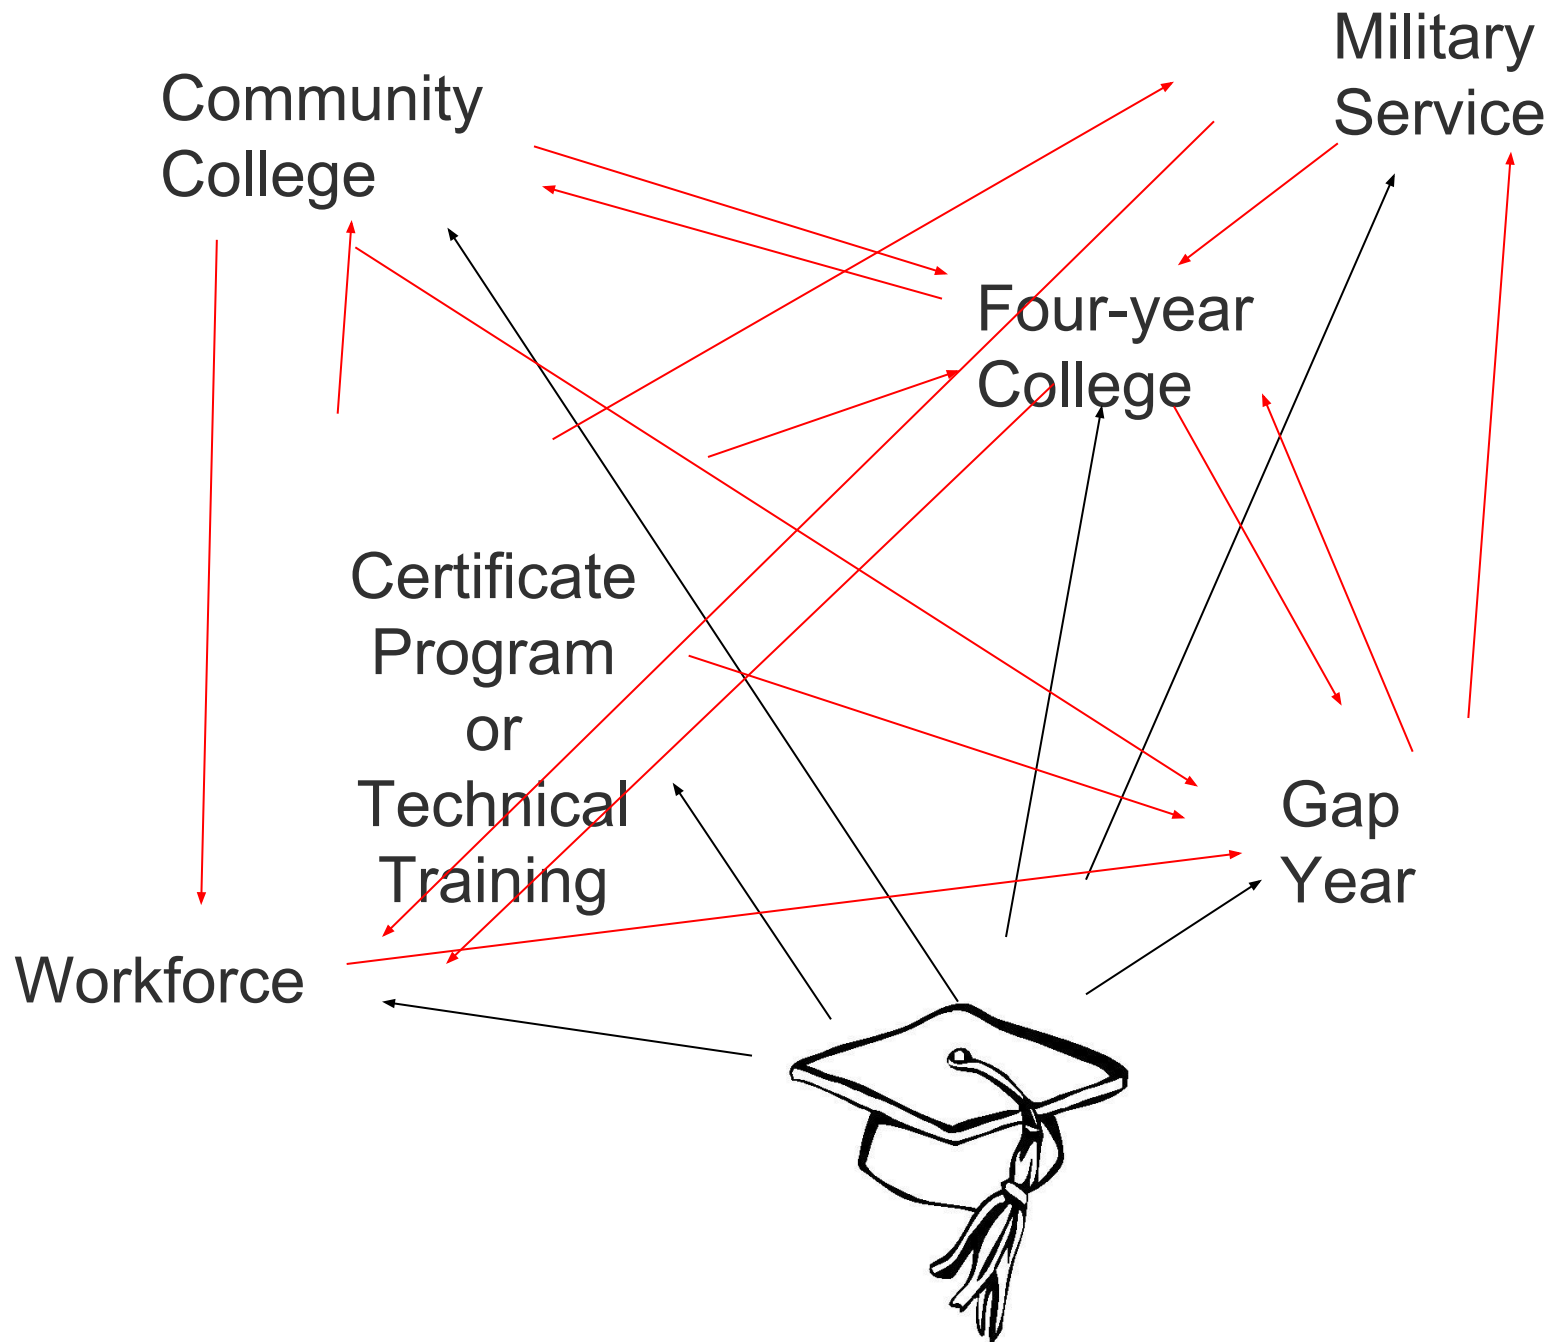 Military
Service
Community
College
Four-year
College
Certificate
Program
or
Technical
Training
Gap
Year
Workforce